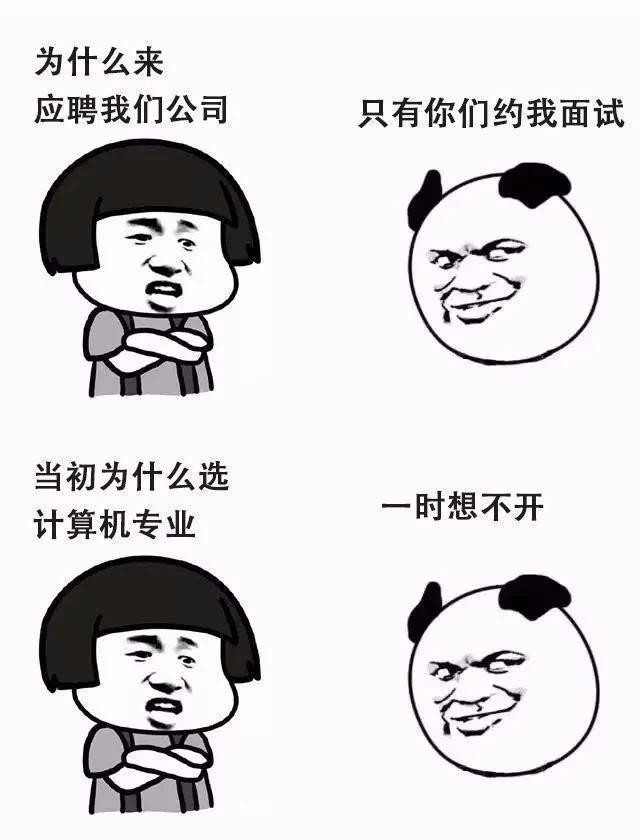 为什么来
应聘我们公司
只有你们约我面试
当初为什么选
计算机专业
一时想不开